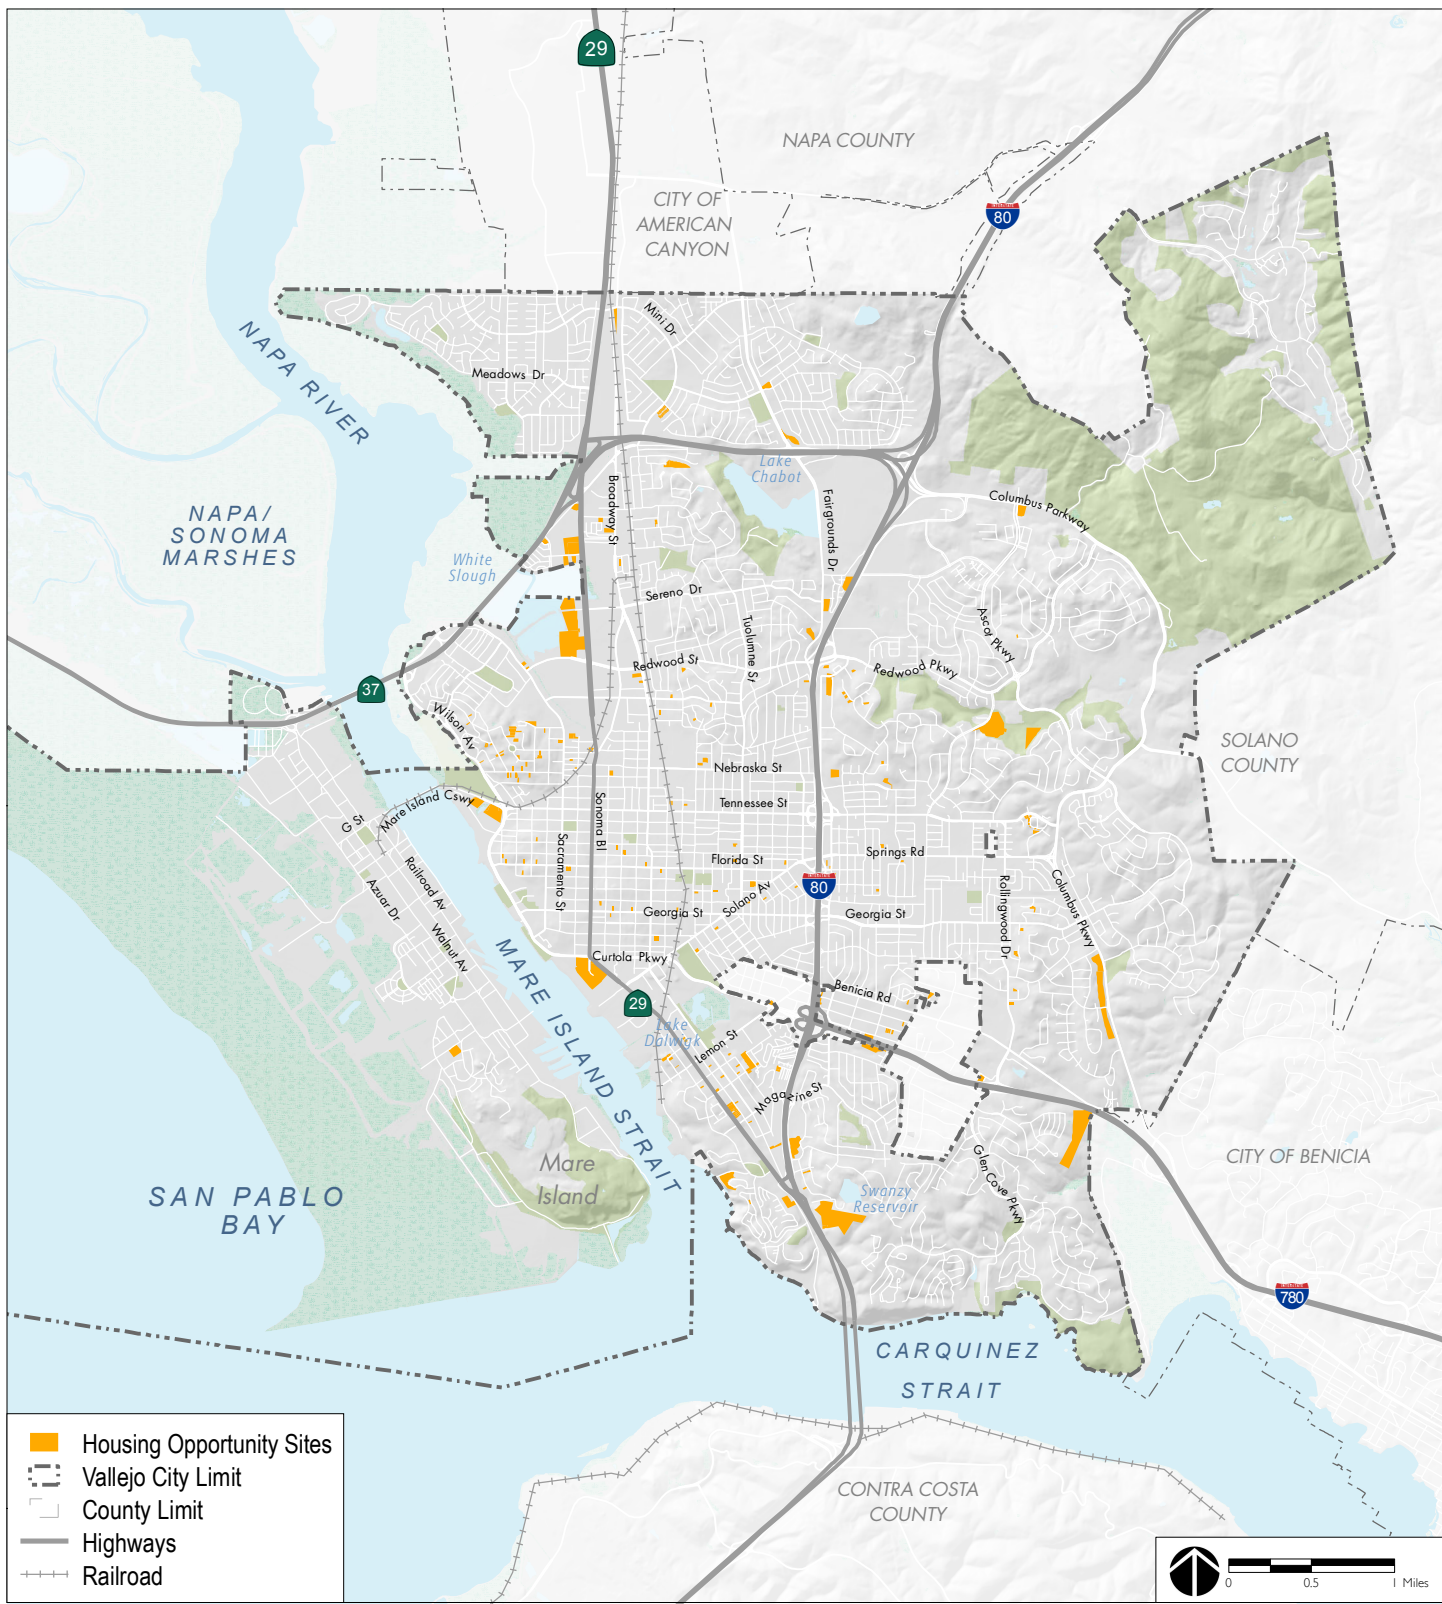 29
NAPA COUNTY
CITY OF
AMERICAN
CANYON
80
Mini Dr
NAPA RIVER
Meadows Dr
Lake
Chabot
Columbus Parkway
Broadway St
Fairgrounds Dr
NAPA/
SONOMA
MARSHES
White
Slough
Sereno Dr
Tuolumne St
Ascot Pkwy
Redwood St
Redwood Pkwy
37
Wilson Av
SOLANO
COUNTY
Nebraska St
Tennessee St
Mare Island Cswy
G St
Sonoma Bl
Sacramento St
Florida St
Springs Rd
Railroad Av
Azuar Dr
80
Solano Av
Rollingwood Dr
Columbus Pkwy
Georgia St
Georgia St
Walnut Av
Curtola Pkwy
MARE ISLAND STRAIT
29
Benicia Rd
Lake
Dalwigk
Lemon St
Magazine St
Mare
Island
Glen Cove Pkwy
CITY OF BENICIA
SAN PABLO
BAY
Swanzy
Reservoir
780
CARQUINEZ
STRAIT
CONTRA COSTA
COUNTY
Housing Opportunity Sites
Vallejo City Limit
County Limit
Highways
Railroad
0 0.5 1 Miles